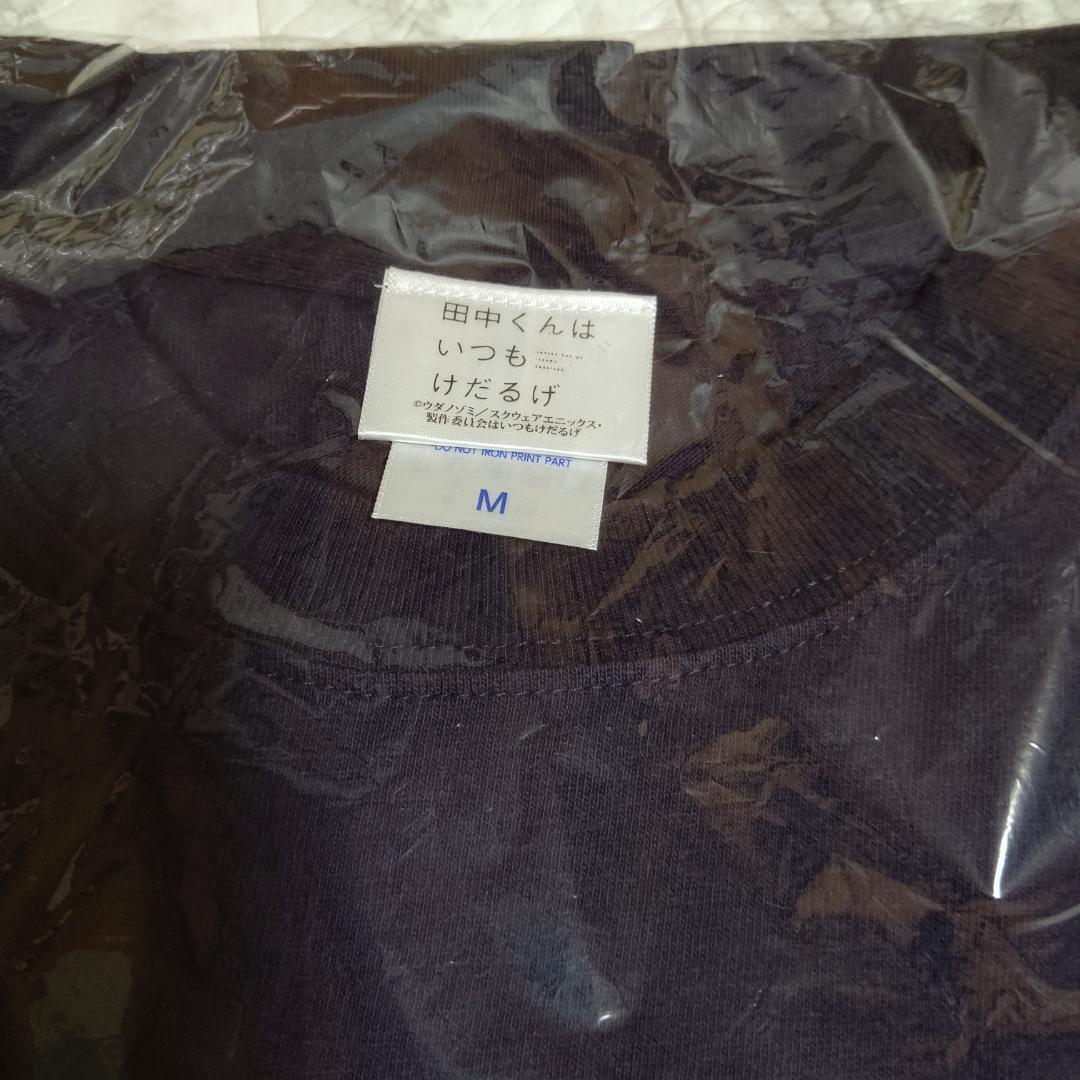 田中くんは
いつも
けだるげ
©ウダノゾミ/スクウェアエニックス・
製作委員会はいつもけだるげ
DO NOT IRON PRINT PART
M